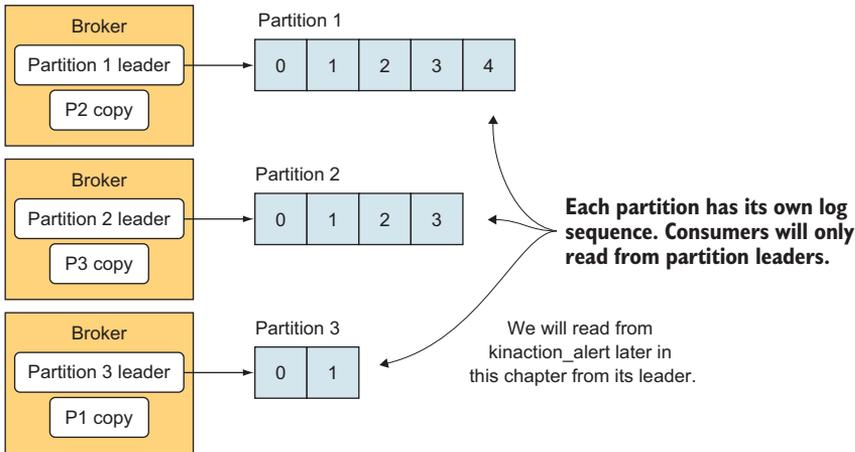 Broker
Partition 1 leader
P2 copy
Partition 1
0 1 2 3 4
Broker
Partition 2 leader
P3 copy
Partition 2
0 1 2 3
Broker
Partition 3 leader
P1 copy
Partition 3
0 1
Each partition has its own log
sequence. Consumers will only
read from partition leaders.
We will read from
kinaction_alert later in
this chapter from its leader.